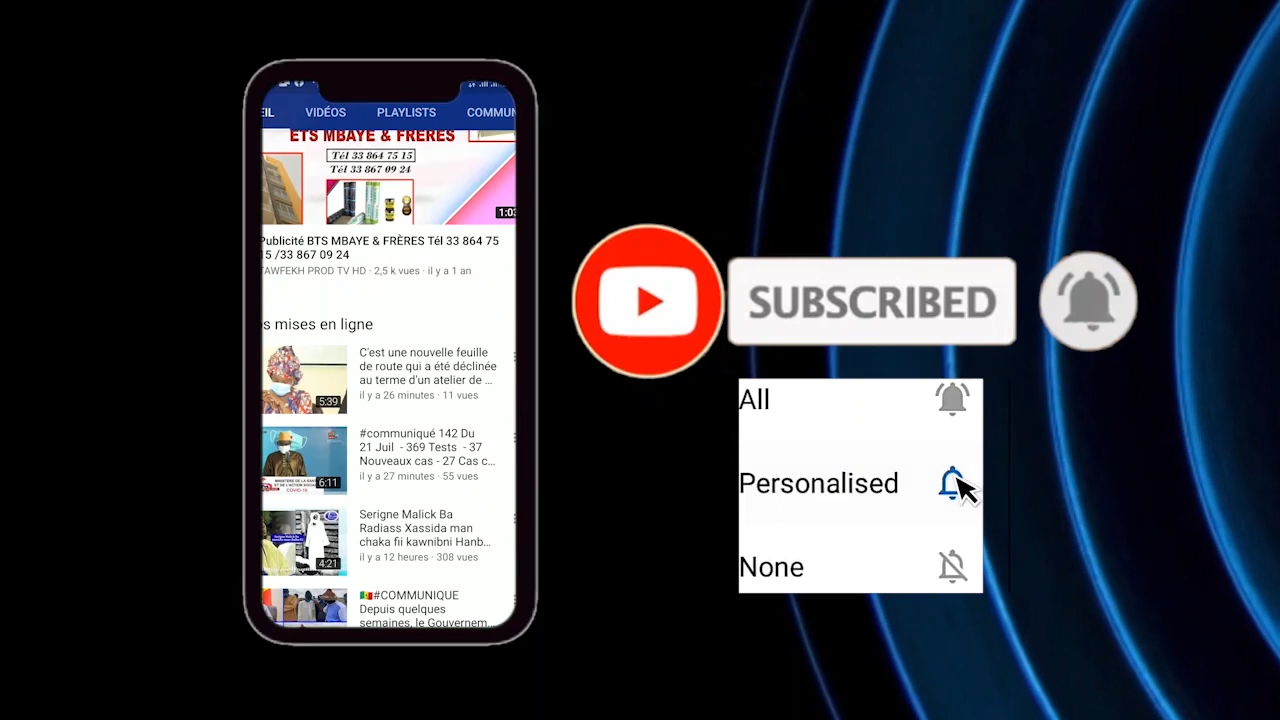 EIL VIDÉOS PLAYLISTS COMMUN
ETS MBAYE & FRÈRES
Tél 33 864 75 15
Tél 33 867 09 24
1:03
Publicité BTS MBAYE & FRÈRES Tél 33 864 75
15 /33 867 09 24
TAWFEKH PROD TV HD · 2,5 k vues · il y a 1 an
s mises en ligne
C'est une nouvelle feuille
de route qui a été déclinée
au terme d'un atelier de ...
il y a 26 minutes · 11 vues
5:39
#communiqué 142 Du
21 Juil - 369 Tests - 37
Nouveaux cas - 27 Cas c...
il y a 27 minutes · 55 vues
6:11
COVID-19
Serigne Malick Ba
Radiass Xassida man
chaka fii kawnibni Hanb...
il y a 12 heures · 308 vues
4:21
🇸🇳#COMMUNIQUE
Depuis quelques
semaines, le Gouvernem...
SUBSCRIBED
All
Personalised
None